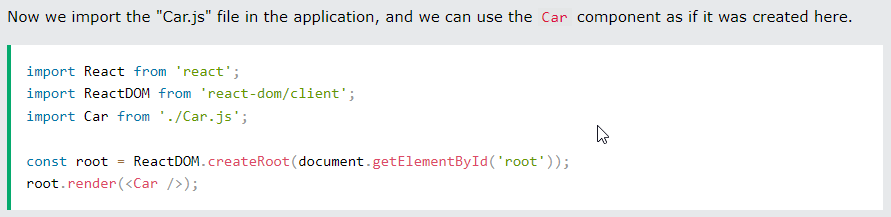 Now we import the "Car.js" file in the application, and we can use the Car component as if it was created here.
import React from 'react';
import ReactDOM from 'react-dom/client';
import Car from './Car.js';
const root = ReactDOM.createRoot(document.getElementById('root'));
root.render(<Car />);